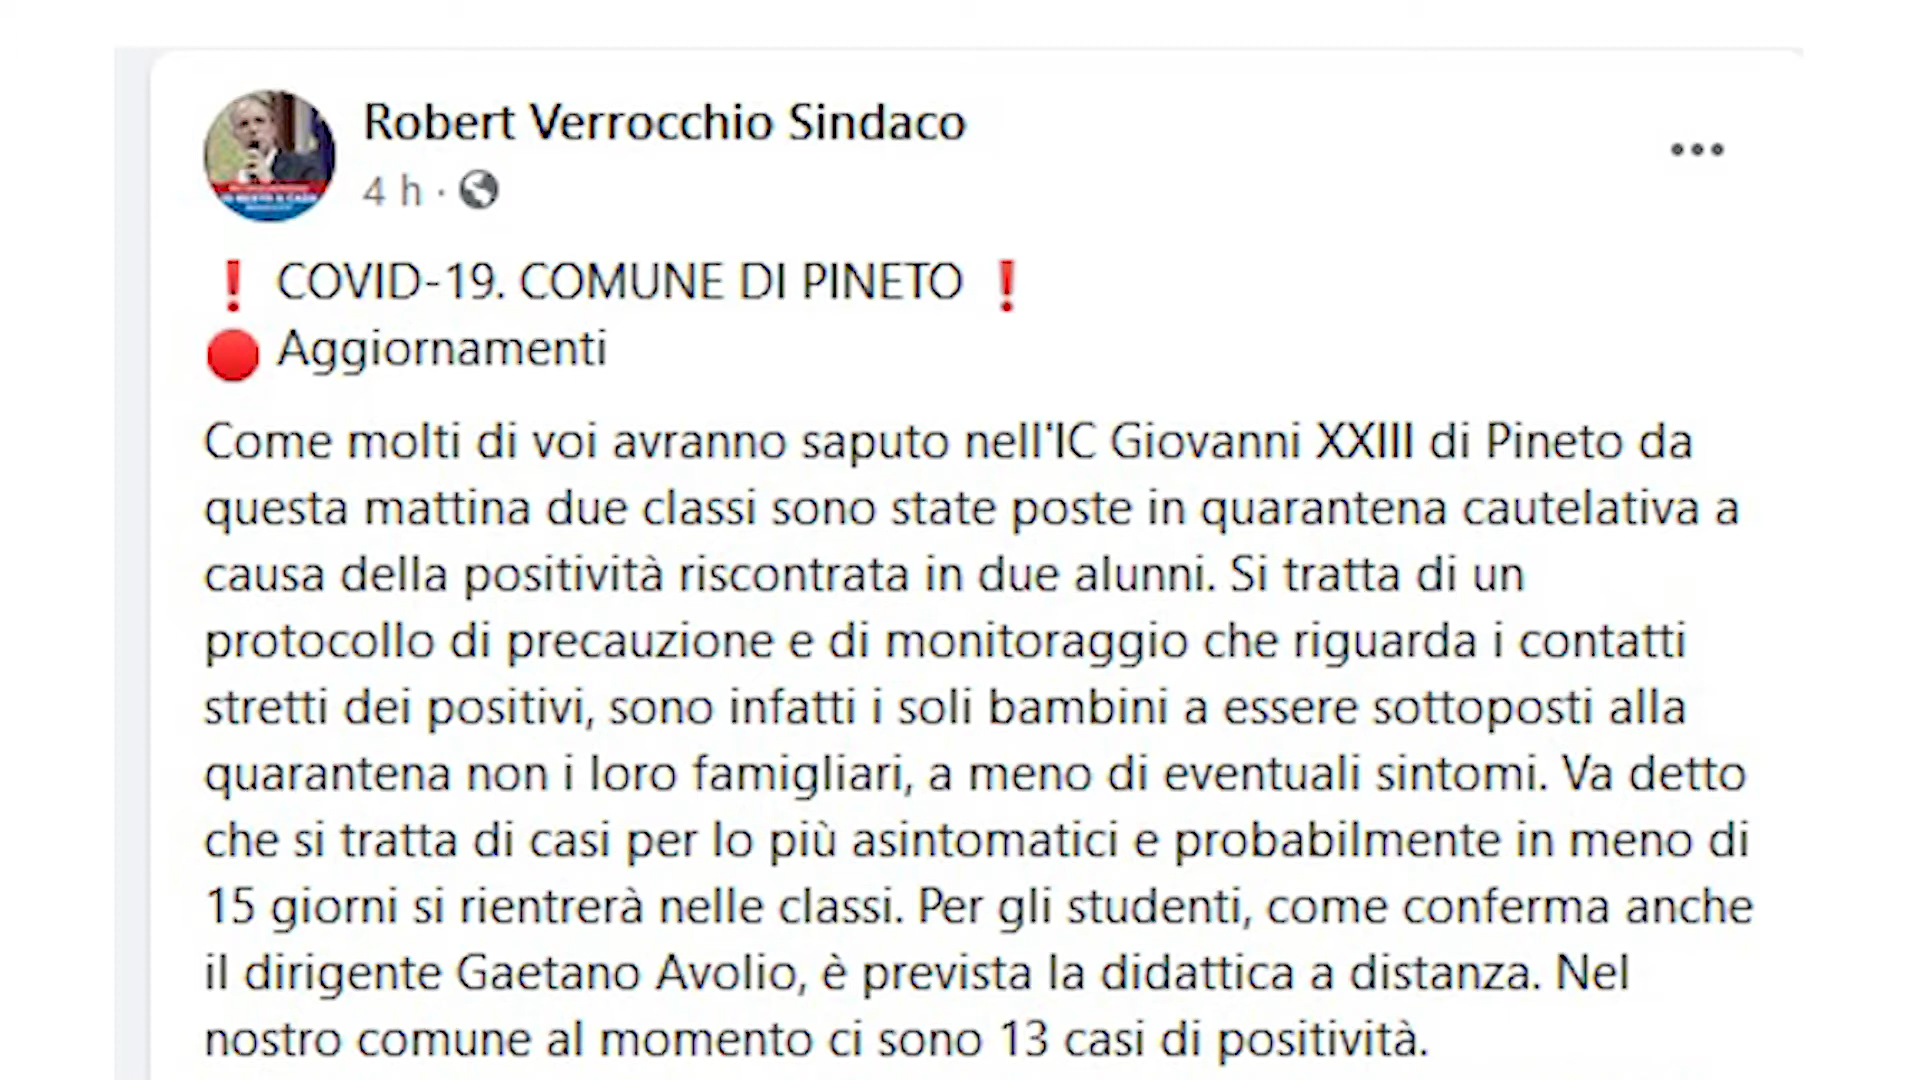 Robert Verrocchio Sindaco
4 h ·
❗ COVID-19. COMUNE DI PINETO ❗
🔴 Aggiornamenti
Come molti di voi avranno saputo nell'IC Giovanni XXIII di Pineto da
questa mattina due classi sono state poste in quarantena cautelativa a
causa della positività riscontrata in due alunni. Si tratta di un
protocollo di precauzione e di monitoraggio che riguarda i contatti
stretti dei positivi, sono infatti i soli bambini a essere sottoposti alla
quarantena non i loro famigliari, a meno di eventuali sintomi. Va detto
che si tratta di casi per lo più asintomatici e probabilmente in meno di
15 giorni si rientrerà nelle classi. Per gli studenti, come conferma anche
il dirigente Gaetano Avolio, è prevista la didattica a distanza. Nel
nostro comune al momento ci sono 13 casi di positività.